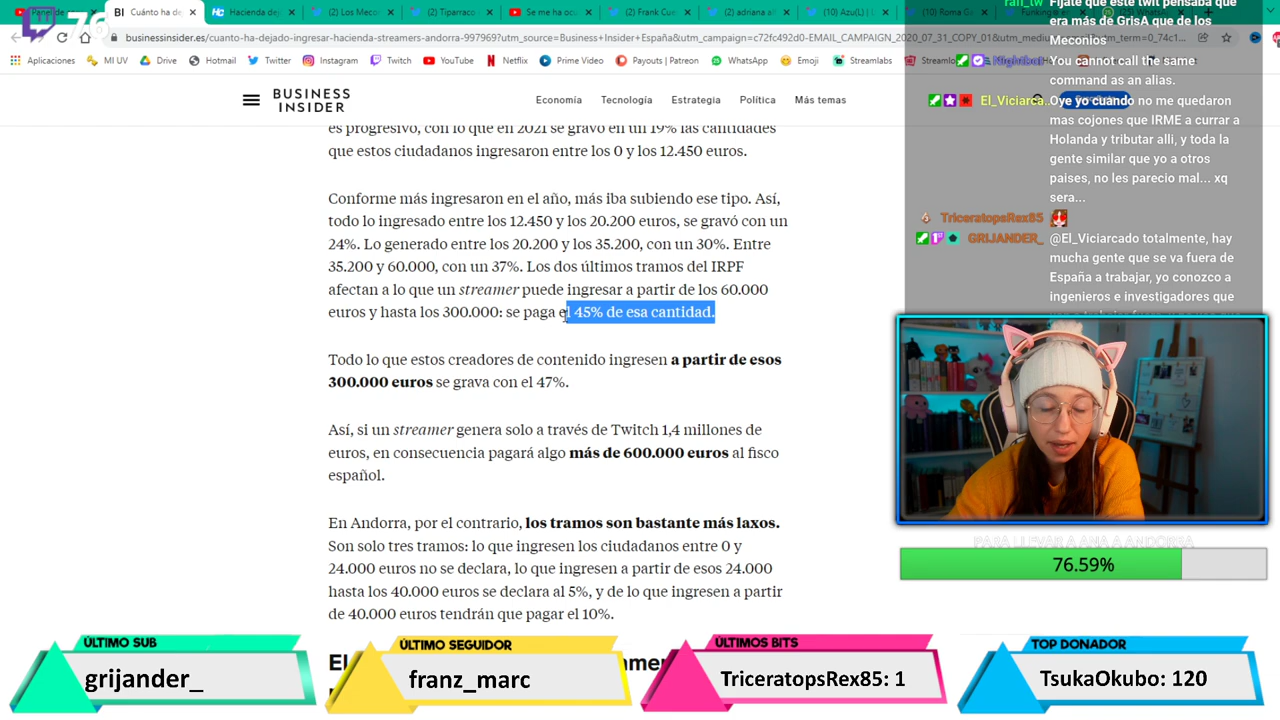 Cuánto ha de
Hacienda dej
(2) Los Meco
(2) Tiparraco
Se me ha ocu
(2) Frank Cue
(2) adriana al
(10) Azu(L) (
(10) Roma Ge
76
businessinsider.es/cuanto-ha-dejado-ingresar-hacienda-streamers-andorra-997969?utm_source=Business+Insider+España&utm_campaign=c72fc492d0-EMAIL_CAMPAIGN_2020_07_31_COPY_01&utm_medi
Aplicaciones MI UV Drive Hotmail Twitter Instagram Twitch YouTube Netflix Prime Video Payouts | Patreon WhatsApp Emoji Streamlabs
BUSINESS
INSIDER
Economía Tecnología Estrategia Política Más temas
es progresivo, con lo que en 2021 se gravó en un 19% las cantidades
que estos ciudadanos ingresaron entre los 0 y los 12.450 euros.
Conforme más ingresaron en el año, más iba subiendo ese tipo. Así,
todo lo ingresado entre los 12.450 y los 20.200 euros, se gravó con un
24%. Lo generado entre los 20.200 y los 35.200, con un 30%. Entre
35.200 y 60.000, con un 37%. Los dos últimos tramos del IRPF
afectan a lo que un streamer puede ingresar a partir de los 60.000
euros y hasta los 300.000: se paga el 45% de esa cantidad.
Todo lo que estos creadores de contenido ingresen a partir de esos
300.000 euros se grava con el 47%.
Así, si un streamer genera solo a través de Twitch 1,4 millones de
euros, en consecuencia pagará algo más de 600.000 euros al fisco
español.
En Andorra, por el contrario, los tramos son bastante más laxos.
Son solo tres tramos: lo que ingresen los ciudadanos entre 0 y
24.000 euros no se declara, lo que ingresen a partir de esos 24.000
hasta los 40.000 euros se declara al 5%, y de lo que ingresen a partir
de 40.000 euros tendrán que pagar el 10%.
rafi_tw Fijate que este twit pensaba que
era más de GrisA que de los
Meconios
Nightbot You cannot call the same
command as an alias.
El_Viciarca.. Oye yo cuando no me quedaron
mas cojones que IRME a currar a
Holanda y tributar alli, y toda la
gente similar que yo a otros
paises, no les parecio mal... xq
sera...
TriceratopsRex85
GRIJANDER_ @El_Viciarcado totalmente, hay
mucha gente que se va fuera de
España a trabajar, yo conozco a
ingenieros e investigadores que
PARA LLEVAR A ANA A ANDORRA
76.59%
ÚLTIMO SUB
grijander_
ÚLTIMO SEGUIDOR
franz_marc
ÚLTIMOS BITS
TriceratopsRex85: 1
TOP DONADOR
TsukaOkubo: 120